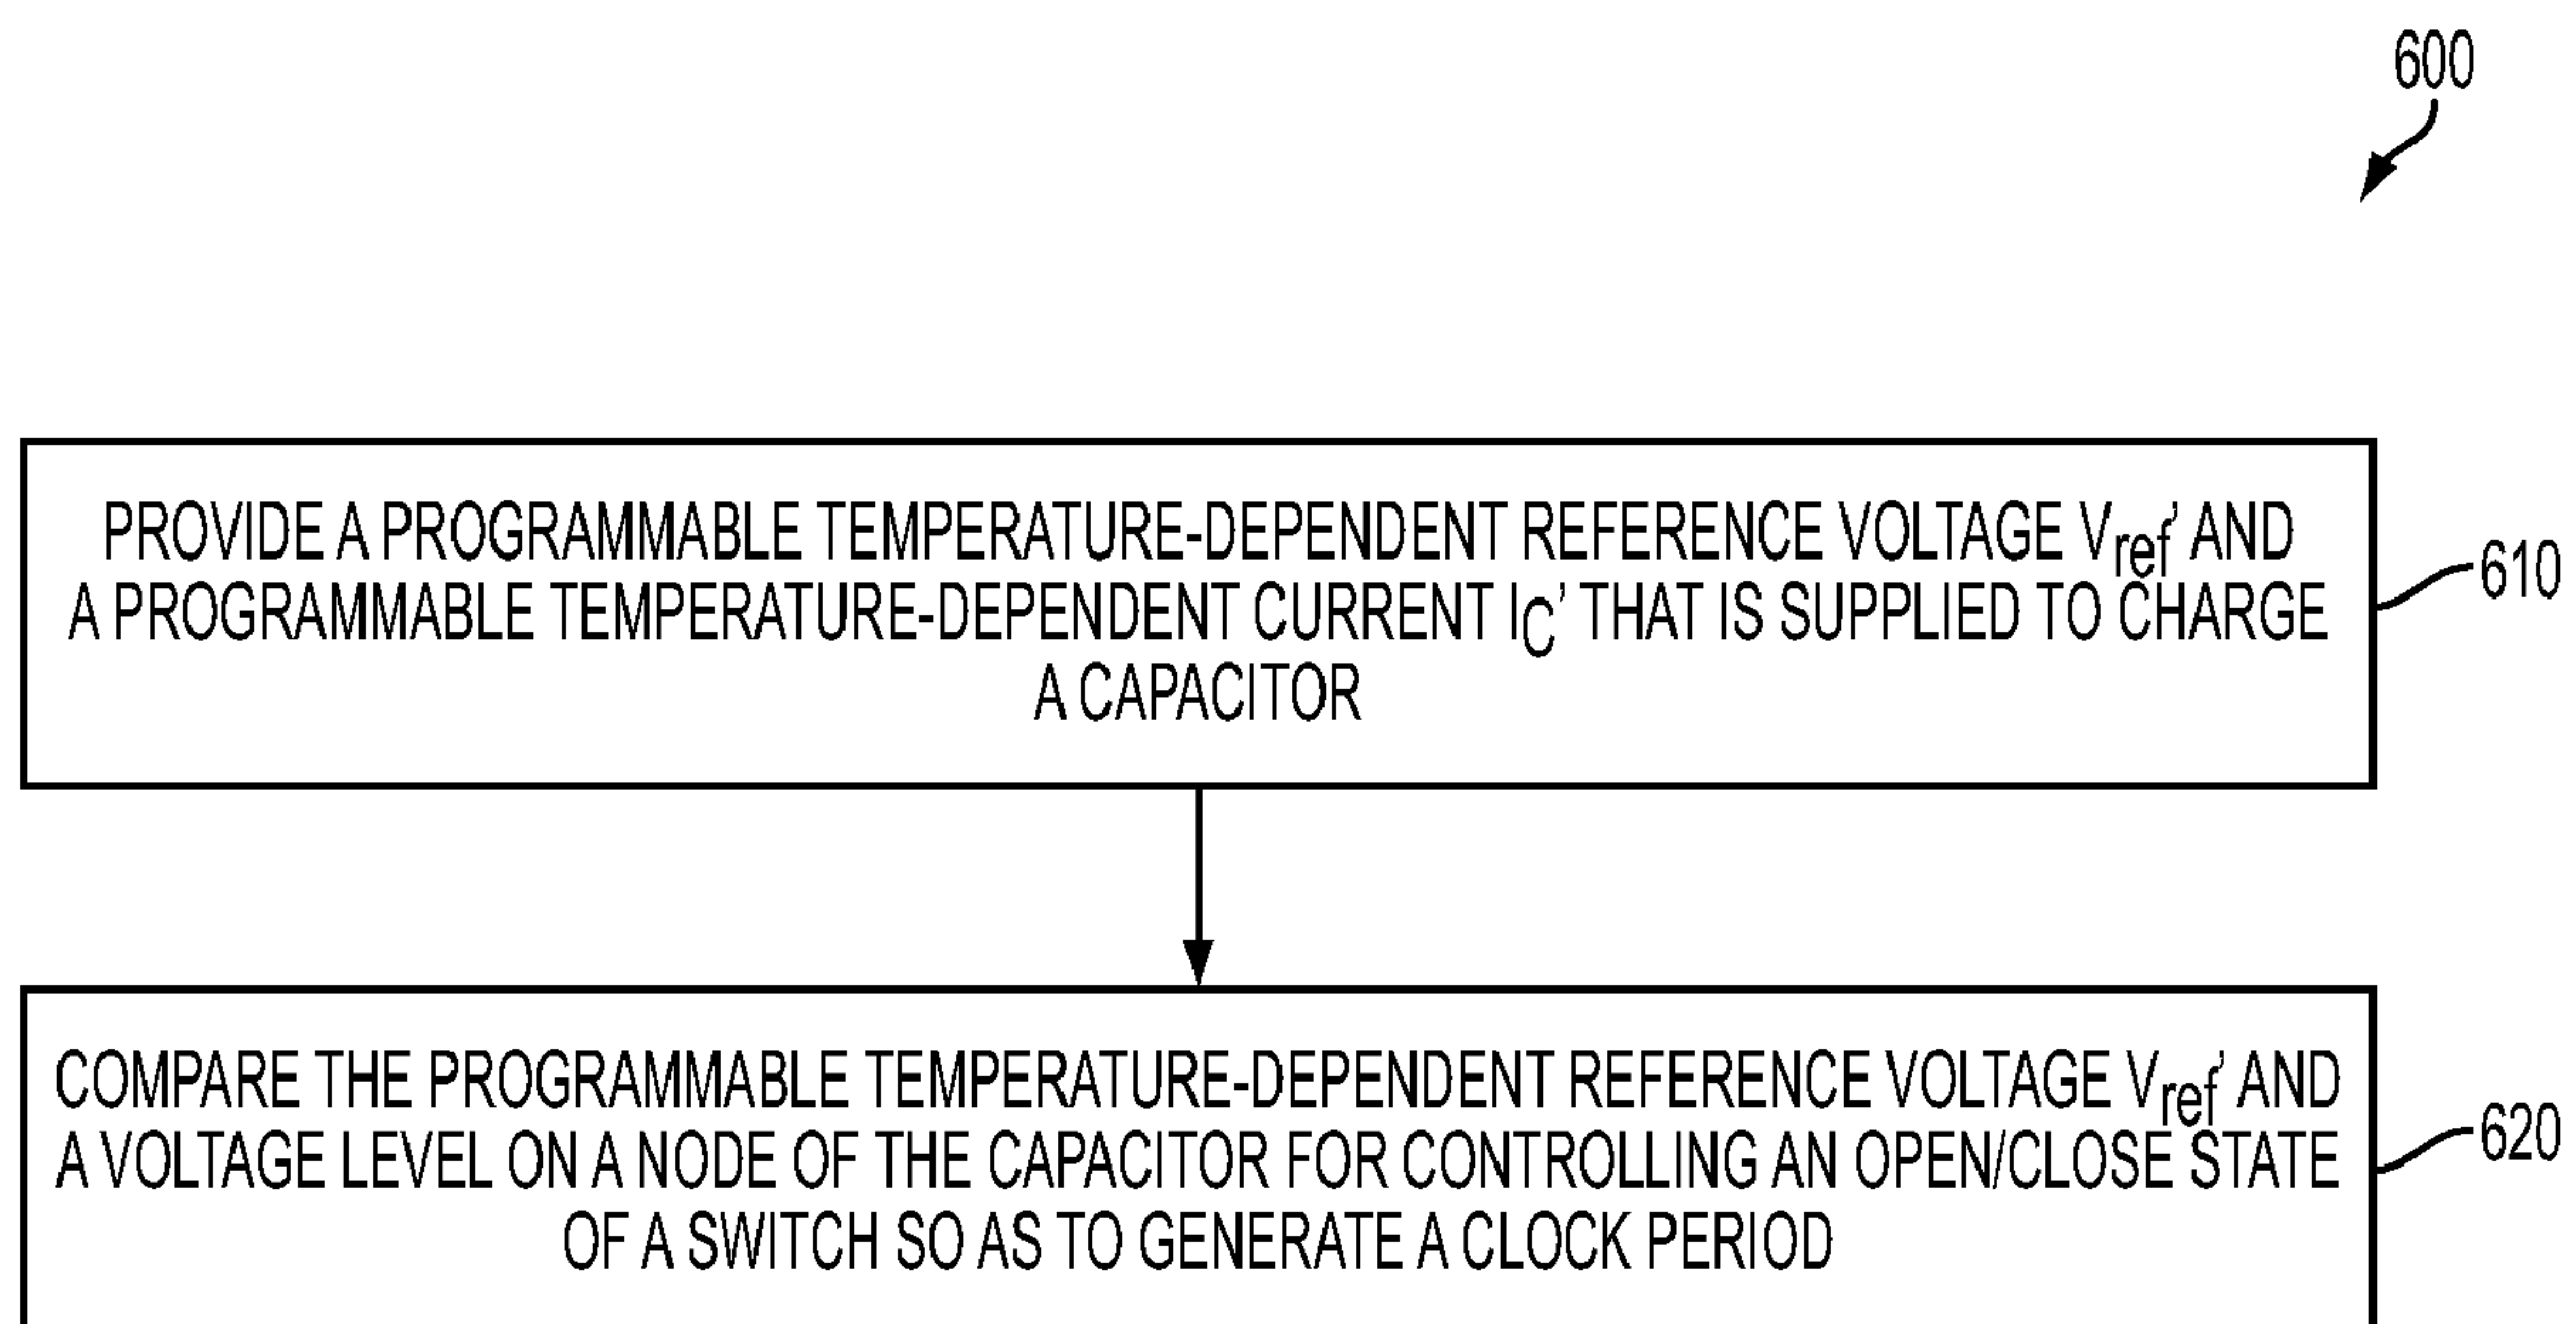 600
PROVIDE A PROGRAMMABLE TEMPERATURE-DEPENDENT REFERENCE VOLTAGE Vref' AND
A PROGRAMMABLE TEMPERATURE-DEPENDENT CURRENT IC' THAT IS SUPPLIED TO CHARGE
A CAPACITOR
610
COMPARE THE PROGRAMMABLE TEMPERATURE-DEPENDENT REFERENCE VOLTAGE Vref' AND
A VOLTAGE LEVEL ON A NODE OF THE CAPACITOR FOR CONTROLLING AN OPEN/CLOSE STATE
OF A SWITCH SO AS TO GENERATE A CLOCK PERIOD
620